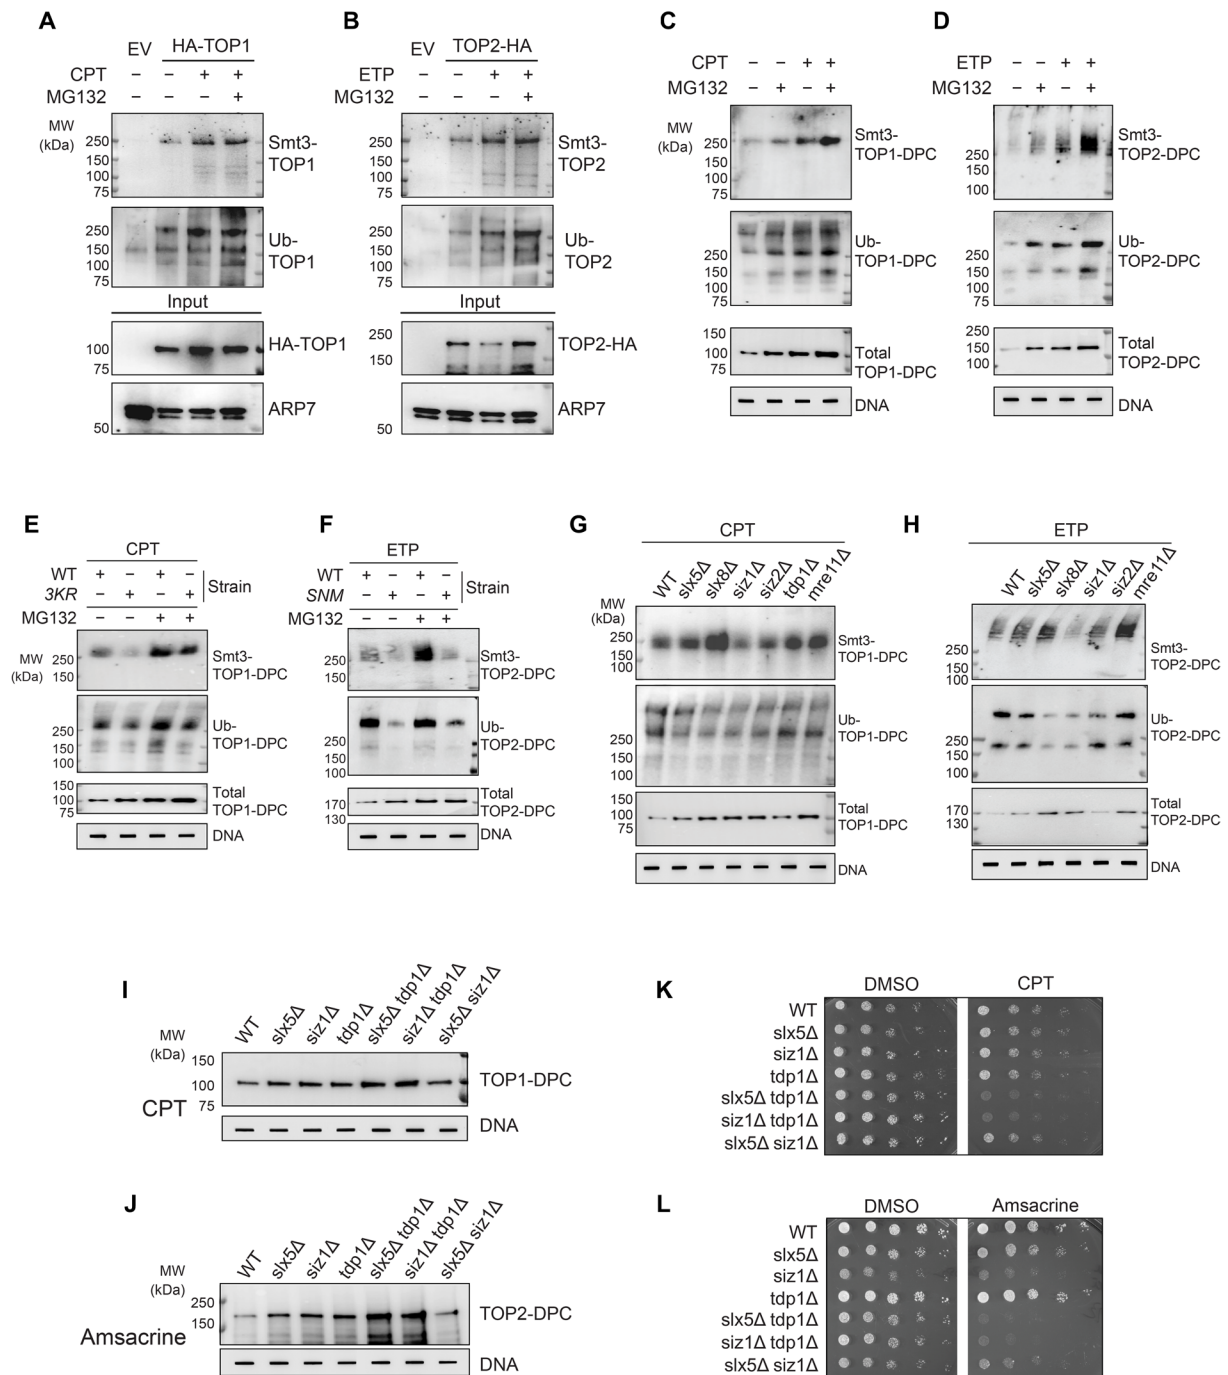 A
EV HA-TOP1
CPT – – + +
MG132 – – – +
MW
(kDa)
250
150
100
75
Smt3-
TOP1
250
150
100
75
Ub-
TOP1
Input
100
75
HA-TOP1
50
ARP7
B
EV TOP2-HA
ETP – – + +
MG132 – – – +
250
150
100
75
Smt3-
TOP2
250
150
100
75
Ub-
TOP2
Input
250
150
TOP2-HA
50
ARP7
C
CPT – – + +
MG132 – + – +
MW
(kDa)
250
150
100
75
Smt3-
TOP1-DPC
250
150
100
75
Ub-
TOP1-DPC
150
100
75
Total
TOP1-DPC
DNA
D
ETP – – + +
MG132 – + – +
250
150
100
Smt3-
TOP2-DPC
250
150
100
75
Ub-
TOP2-DPC
250
150
Total
TOP2-DPC
DNA
E
CPT
WT + – + –
3KR – + – +
Strain
MG132 – – + +
MW
(kDa)
250
150
Smt3-
TOP1-DPC
250
150
100
Ub-
TOP1-DPC
150
100
75
Total
TOP1-DPC
DNA
F
ETP
WT + – + –
SNM – + – +
Strain
MG132 – – + +
250
150
100
Smt3-
TOP2-DPC
250
150
100
Ub-
TOP2-DPC
170
130
Total
TOP2-DPC
DNA
G
CPT
WT slx5Δ slx8Δ siz1Δ siz2Δ tdp1Δ mre11Δ
MW
(kDa)
250
150
100
Smt3-
TOP1-DPC
250
150
100
Ub-
TOP1-DPC
150
100
75
Total
TOP1-DPC
DNA
H
ETP
WT slx5Δ slx8Δ siz1Δ siz2Δ mre11Δ
250
150
100
Smt3-
TOP2-DPC
250
150
100
Ub-
TOP2-DPC
170
130
Total
TOP2-DPC
DNA
I
WT slx5Δ siz1Δ tdp1Δ slx5Δ tdp1Δ siz1Δ tdp1Δ slx5Δ siz1Δ
MW
(kDa)
150
100
75
CPT
TOP1-DPC
DNA
J
WT slx5Δ siz1Δ tdp1Δ slx5Δ tdp1Δ siz1Δ tdp1Δ slx5Δ siz1Δ
MW
(kDa)
250
150
Amsacrine
TOP2-DPC
DNA
K
DMSO CPT
WT
slx5Δ
siz1Δ
tdp1Δ
slx5Δ tdp1Δ
siz1Δ tdp1Δ
slx5Δ siz1Δ
L
DMSO Amsacrine
WT
slx5Δ
siz1Δ
tdp1Δ
slx5Δ tdp1Δ
siz1Δ tdp1Δ
slx5Δ siz1Δ